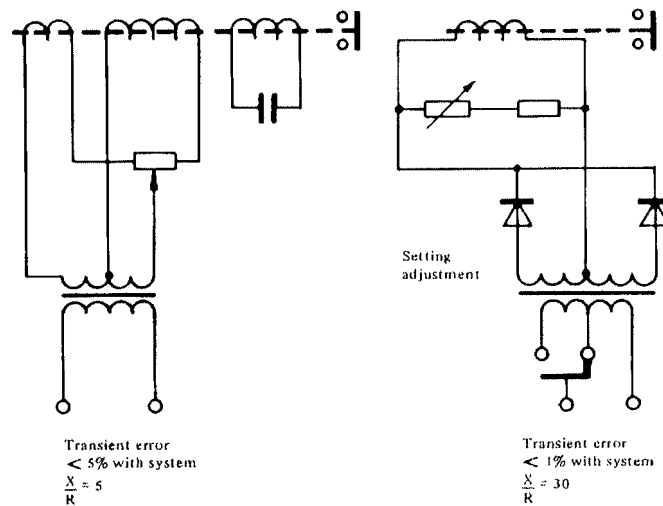 Setting
adjustment
Transient error
< 5% with system
X/R = 5
Transient error
< 1% with system
X/R = 30